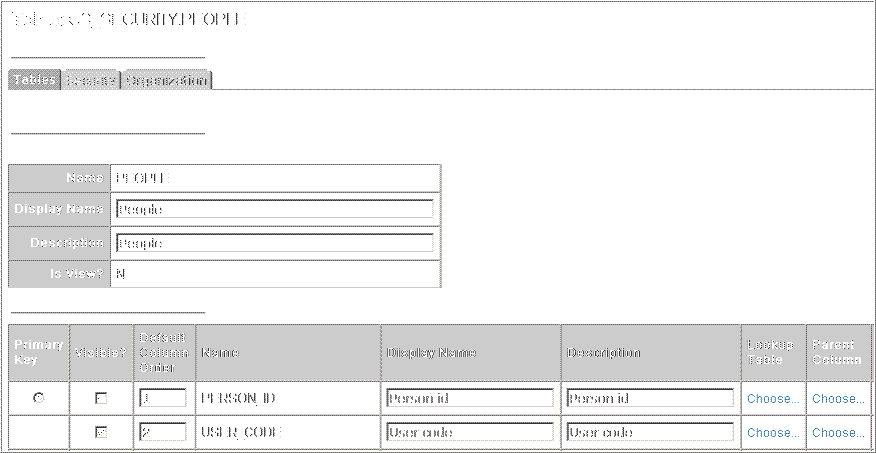 SECURITY.PEOPLE
Tables Security Organization
Name PEOPLE
Display Name People
Description People
Is View? N
Primary Key Visible? Default Column Order Name Display Name Description Lookup Table Parent Column
1 PERSON_ID Person id Person id Choose... Choose...
2 USER_CODE User code User code Choose... Choose...